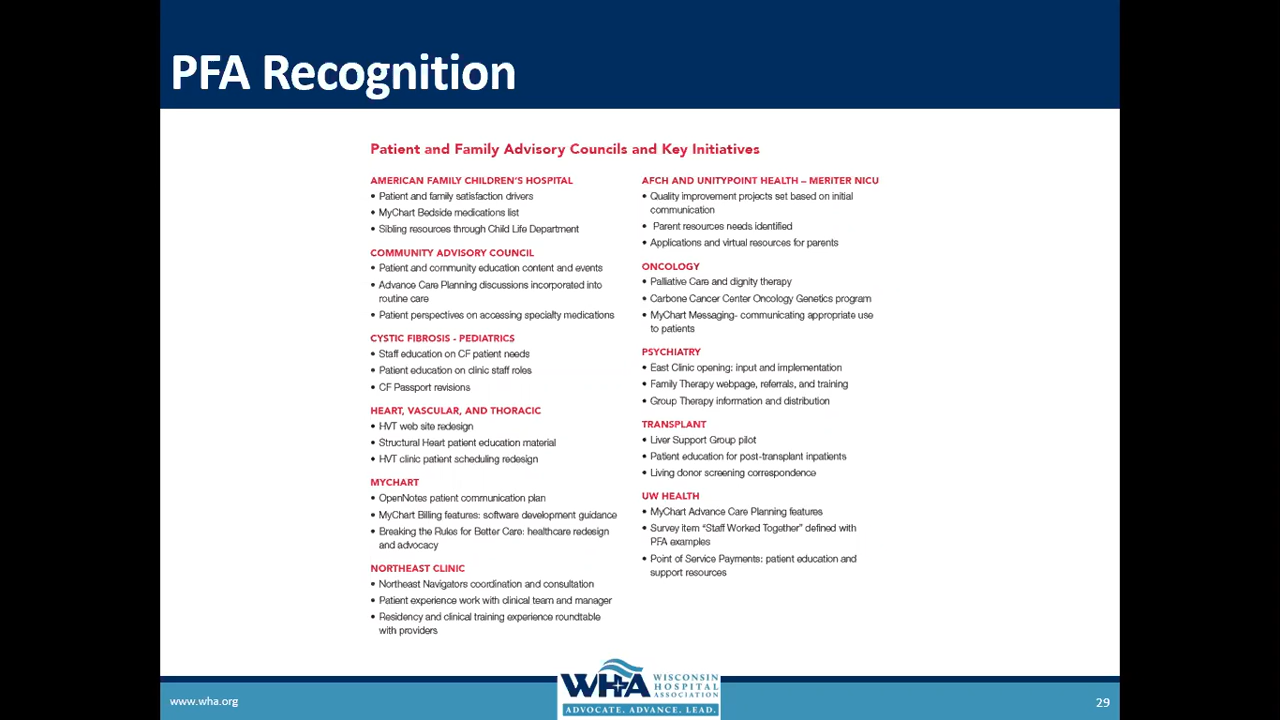 PFA Recognition
Patient and Family Advisory Councils and Key Initiatives
AMERICAN FAMILY CHILDREN'S HOSPITAL
• Patient and family satisfaction drivers
• MyChart Bedside medications list
• Sibling resources through Child Life Department
COMMUNITY ADVISORY COUNCIL
• Patient and community education content and events
• Advance Care Planning discussions incorporated into
routine care
• Patient perspectives on accessing specialty medications
CYSTIC FIBROSIS - PEDIATRICS
• Staff education on CF patient needs
• Patient education on clinic staff roles
• CF Passport revisions
HEART, VASCULAR, AND THORACIC
• HVT web site redesign
• Structural Heart patient education material
• HVT clinic patient scheduling redesign
MYCHART
• OpenNotes patient communication plan
• MyChart Billing features: software development guidance
• Breaking the Rules for Better Care: healthcare redesign
and advocacy
NORTHEAST CLINIC
• Northeast Navigators coordination and consultation
• Patient experience work with clinical team and manager
• Residency and clinical training experience roundtable
with providers
AFCH AND UNITYPOINT HEALTH – MERITER NICU
• Quality improvement projects set based on initial
communication
• Parent resources needs identified
• Applications and virtual resources for parents
ONCOLOGY
• Palliative Care and dignity therapy
• Carbone Cancer Center Oncology Genetics program
• MyChart Messaging- communicating appropriate use
to patients
PSYCHIATRY
• East Clinic opening: input and implementation
• Family Therapy webpage, referrals, and training
• Group Therapy information and distribution
TRANSPLANT
• Liver Support Group pilot
• Patient education for post-transplant inpatients
• Living donor screening correspondence
UW HEALTH
• MyChart Advance Care Planning features
• Survey item “Staff Worked Together” defined with
PFA examples
• Point of Service Payments: patient education and
support resources
www.wha.org
WHA
WISCONSIN
HOSPITAL
ASSOCIATION
ADVOCATE. ADVANCE. LEAD.
29